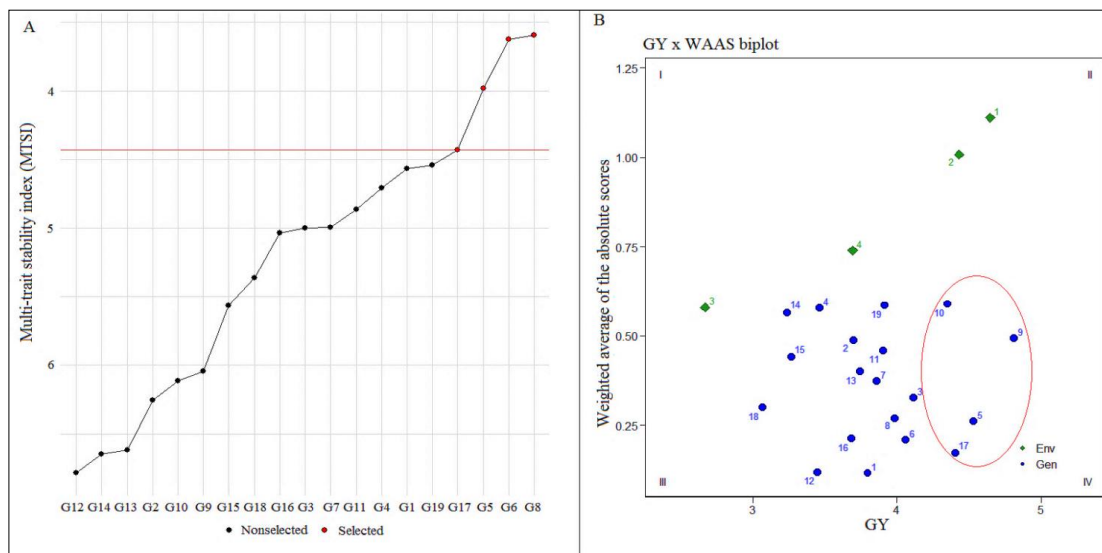 A
Multi-trait stability index (MTSI)
4
5
6
G12 G14 G13 G2 G10 G9 G15 G18 G16 G3 G7 G11 G4 G1 G19 G17 G5 G6 G8
Nonselected Selected
B
GY x WAAS biplot
Weighted average of the absolute scores
1.25
1.00
0.75
0.50
0.25
I
II
1
2
4
3
14
4
19
10
9
2
11
15
13
7
3
18
8
5
16
6
17
12
1
Env
Gen
III
IV
3
4
5
GY